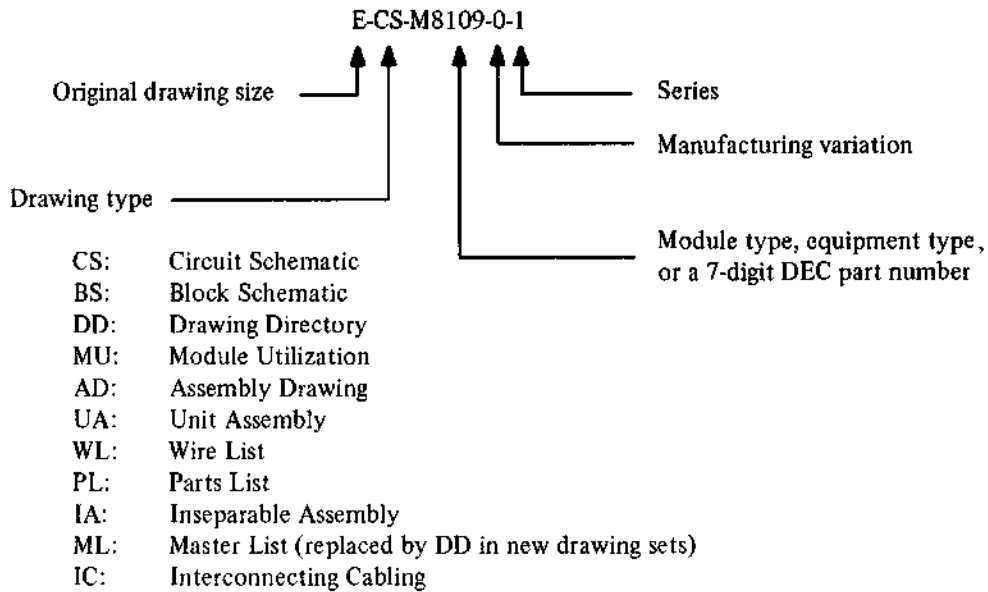 E-CS-M8109-0-1
Original drawing size
Series
Manufacturing variation
Drawing type
Module type, equipment type,
or a 7-digit DEC part number
CS: Circuit Schematic
BS: Block Schematic
DD: Drawing Directory
MU: Module Utilization
AD: Assembly Drawing
UA: Unit Assembly
WL: Wire List
PL: Parts List
IA: Inseparable Assembly
ML: Master List (replaced by DD in new drawing sets)
IC: Interconnecting Cabling